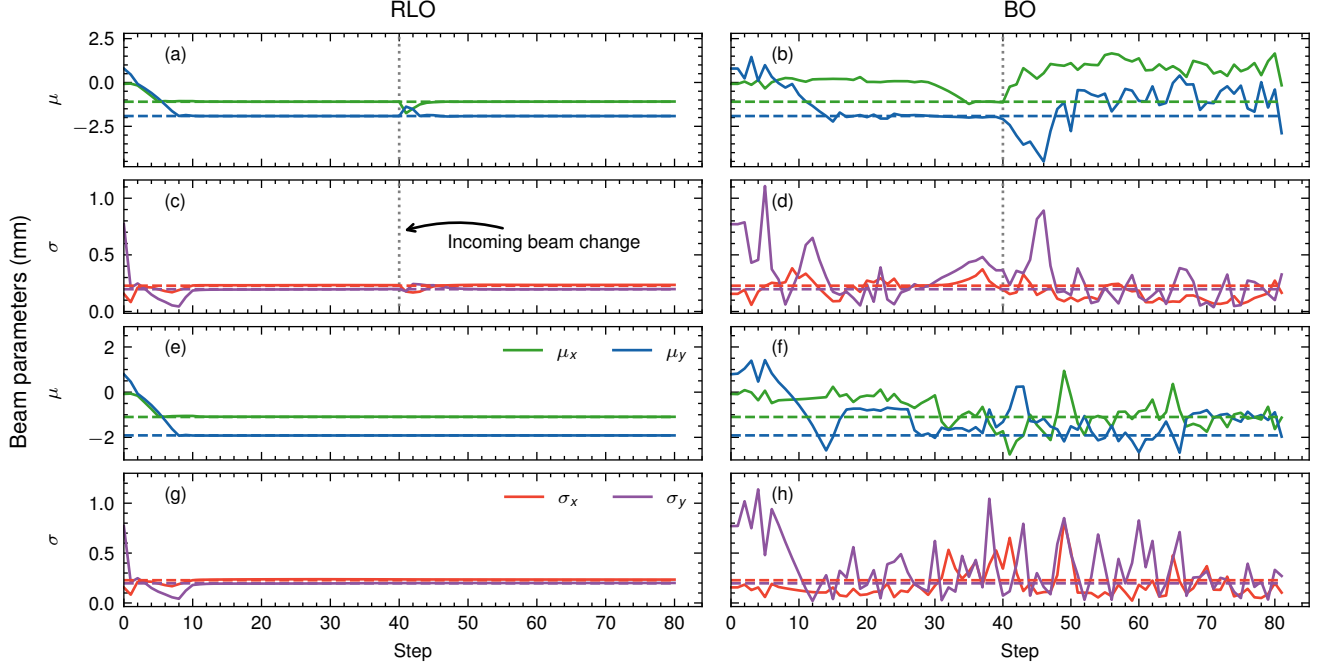 RLO
BO
Beam parameters (mm)
μ
2.5
0.0
−2.5
(a)
(b)
σ
1.0
0.5
0.0
(c)
Incoming beam change
(d)
μ
2
0
−2
(e)
μx
μy
(f)
σ
1.0
0.5
0.0
(g)
σx
σy
(h)
0 10 20 30 40 50 60 70 80
0 10 20 30 40 50 60 70 80
Step
Step